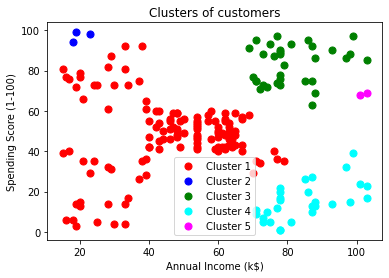 Clusters of customers
Spending Score (1-100)
100
80
60
40
20
0
Cluster 1
Cluster 2
Cluster 3
Cluster 4
Cluster 5
20
40
60
80
100
Annual Income (k$)